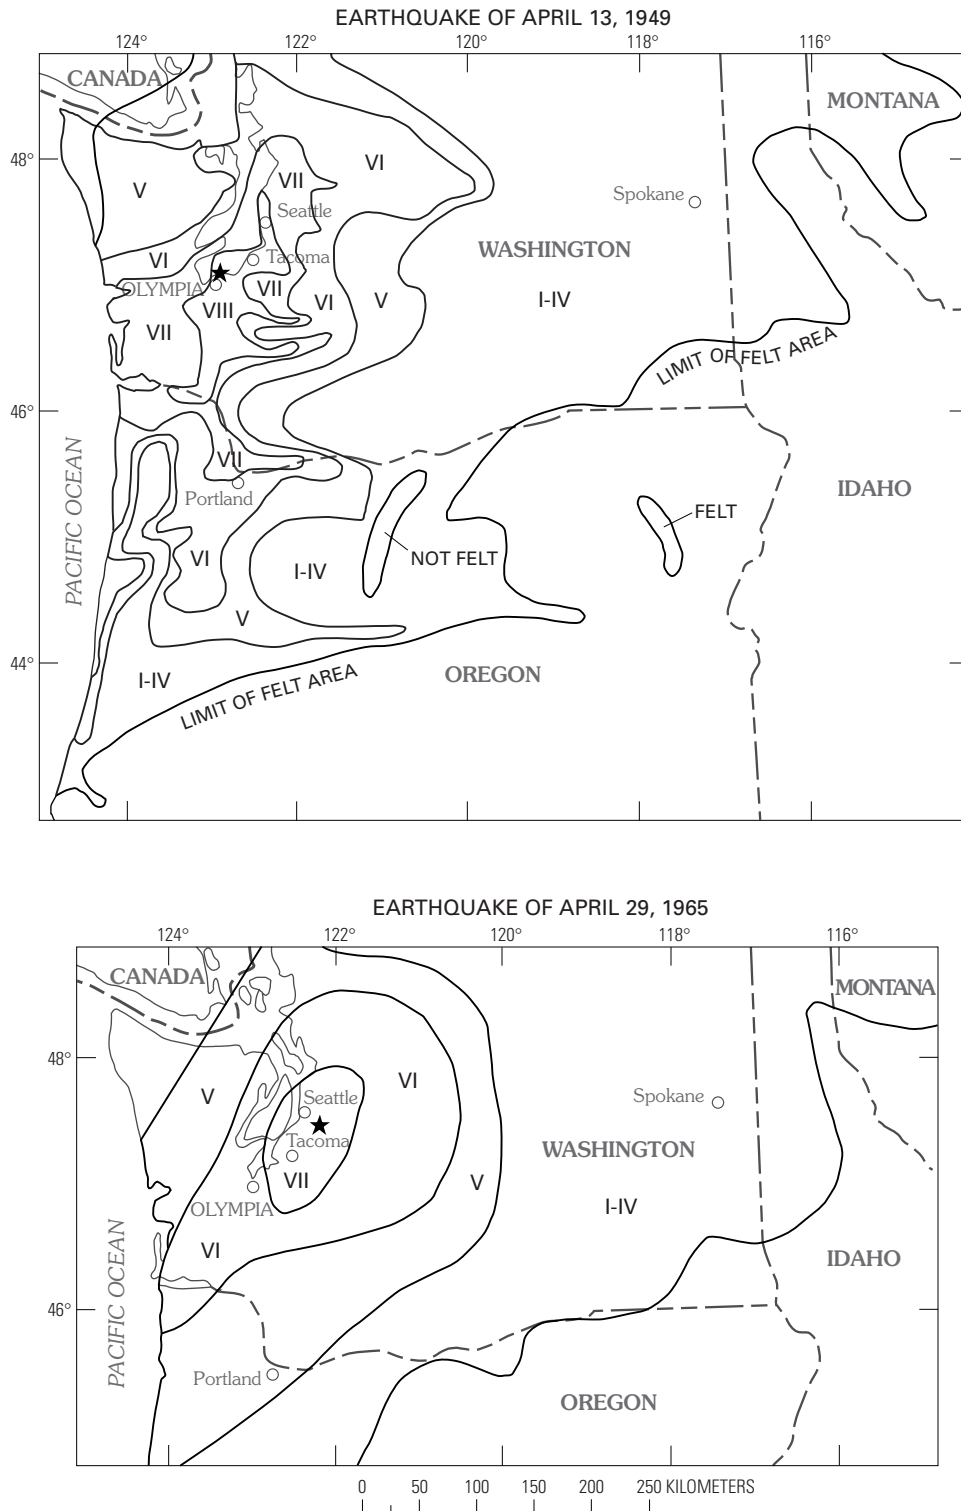 EARTHQUAKE OF APRIL 13, 1949
124° 122° 120° 118° 116°
CANADA
MONTANA
48°
VI
V
VII
Spokane
Seattle
WASHINGTON
VI
Tacoma
OLYMPIA
VII
VI
V
I-IV
VIII
VII
LIMIT OF FELT AREA
46°
PACIFIC OCEAN
VII
Portland
IDAHO
FELT
NOT FELT
VI
I-IV
V
44°
I-IV
OREGON
LIMIT OF FELT AREA
EARTHQUAKE OF APRIL 29, 1965
124° 122° 120° 118° 116°
CANADA
MONTANA
48°
VI
V
Seattle
Spokane
Tacoma
WASHINGTON
VII
V
OLYMPIA
I-IV
VI
IDAHO
PACIFIC OCEAN
46°
Portland
OREGON
0 50 100 150 200 250 KILOMETERS